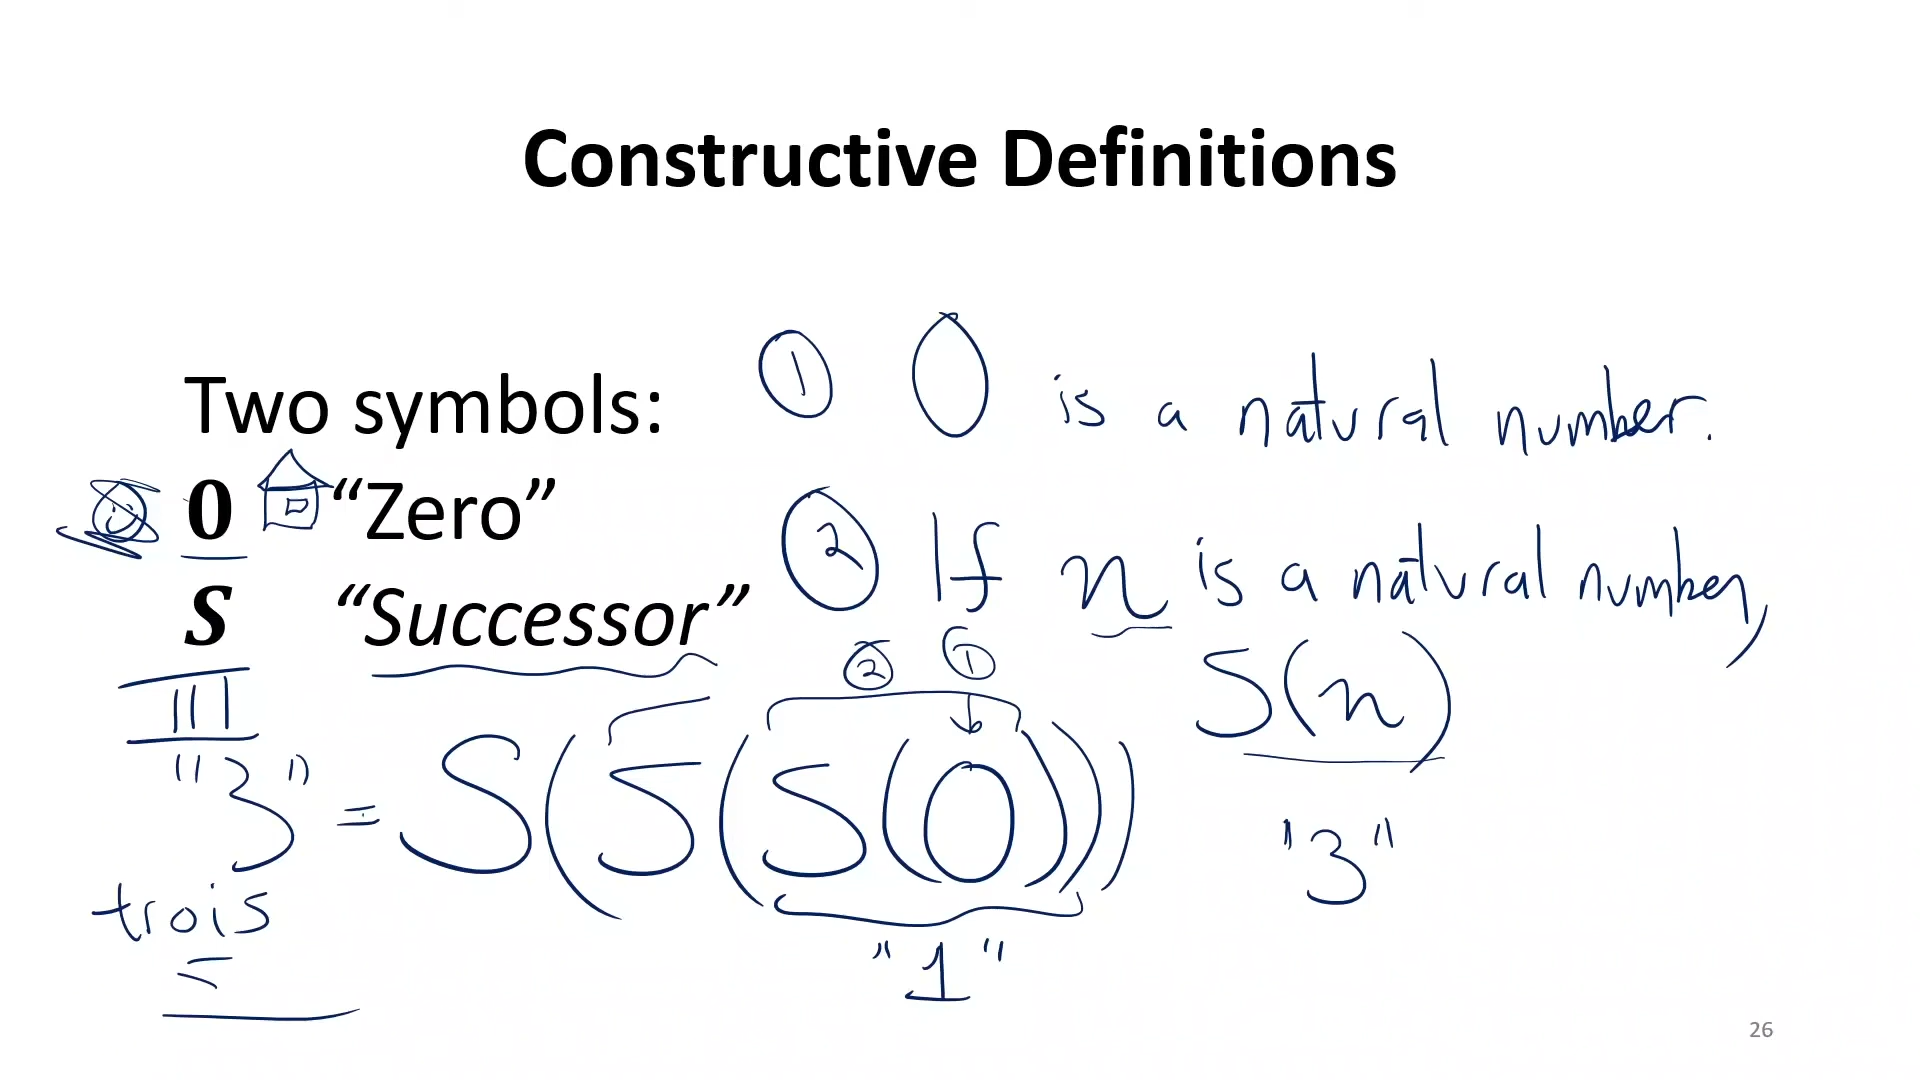 Constructive Definitions
Two symbols:
0 "Zero"
S "Successor"
① 0 is a natural number.
② If n is a natural number,
S(n)
② ①
III
"3" = S(S(S(0)))
"3"
trois
"1"
26